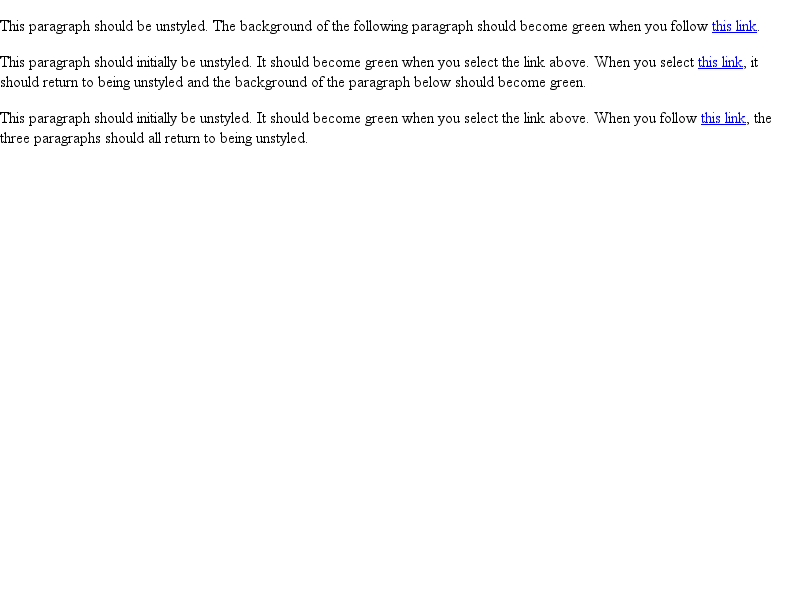 This paragraph should be unstyled. The background of the following paragraph should become green when you follow this link.
This paragraph should initially be unstyled. It should become green when you select the link above. When you select this link, it
should return to being unstyled and the background of the paragraph below should become green.
This paragraph should initially be unstyled. It should become green when you select the link above. When you follow this link, the
three paragraphs should all return to being unstyled.